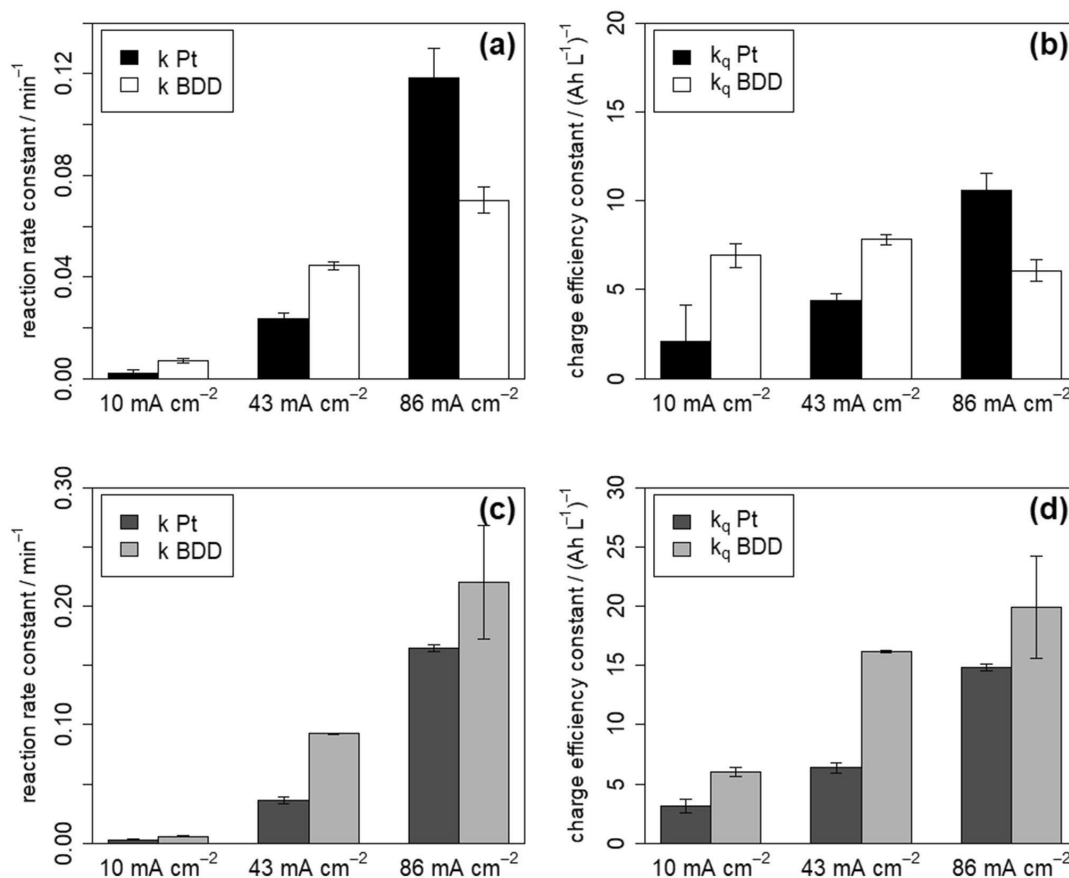 (a)
k Pt
k BDD
reaction rate constant / min⁻¹
0.12
0.08
0.04
0.00
10 mA cm⁻²
43 mA cm⁻²
86 mA cm⁻²
(b)
k_q Pt
k_q BDD
charge efficiency constant / (Ah L⁻¹)⁻¹
20
15
10
5
0
10 mA cm⁻²
43 mA cm⁻²
86 mA cm⁻²
(c)
k Pt
k BDD
reaction rate constant / min⁻¹
0.30
0.20
0.10
0.00
10 mA cm⁻²
43 mA cm⁻²
86 mA cm⁻²
(d)
k_q Pt
k_q BDD
charge efficiency constant / (Ah L⁻¹)⁻¹
30
25
20
15
10
5
0
10 mA cm⁻²
43 mA cm⁻²
86 mA cm⁻²